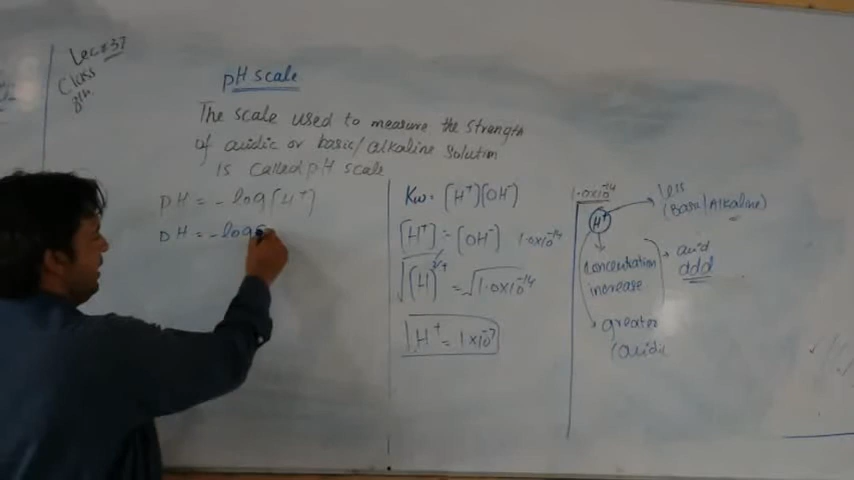 Lec#37
Class
8th
pH scale
The scale used to measure the strength
of acidic or basic/alkaline solution
is called pH scale
pH = -log[H⁺]
pH = -log[
Kw = [H⁺][OH⁻]
[H⁺] = [OH⁻] 1.0x10⁻¹⁴
√[H]²⁺ = √1.0x10⁻¹⁴
H⁺ = 1x10⁻⁷
1.0x10⁻¹⁴
H⁺
less
(Basic/Alkaline)
concentration
increase
acid
add
greater
(acidic